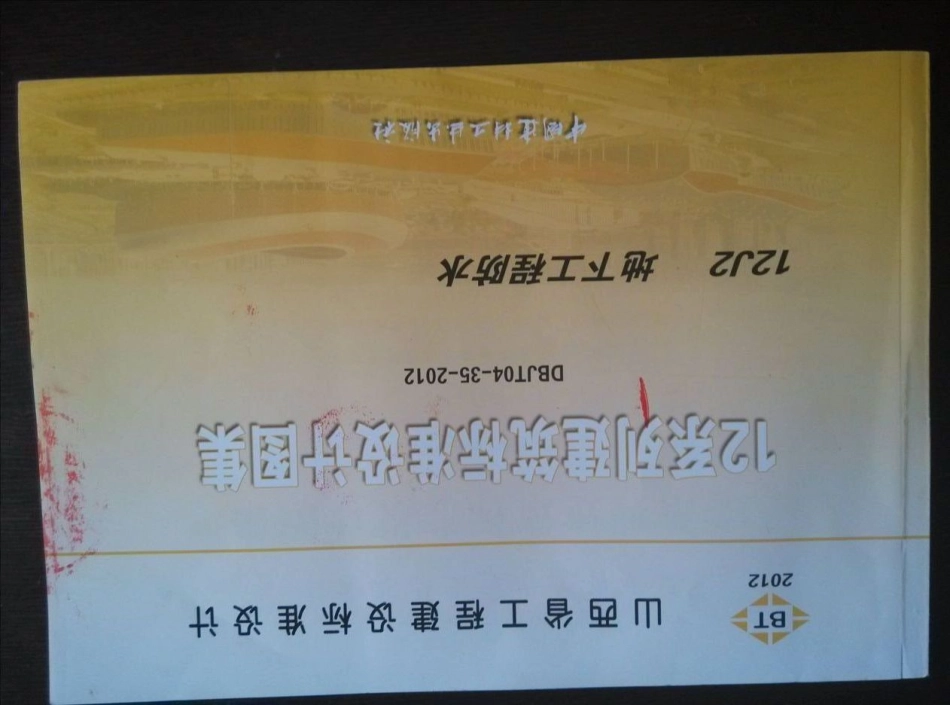 BT
2012
山西省工程建设标准设计
12系列建筑标准设计图集
DBJT04-35-2012
12J2 地下工程防水
中国建材工业出版社